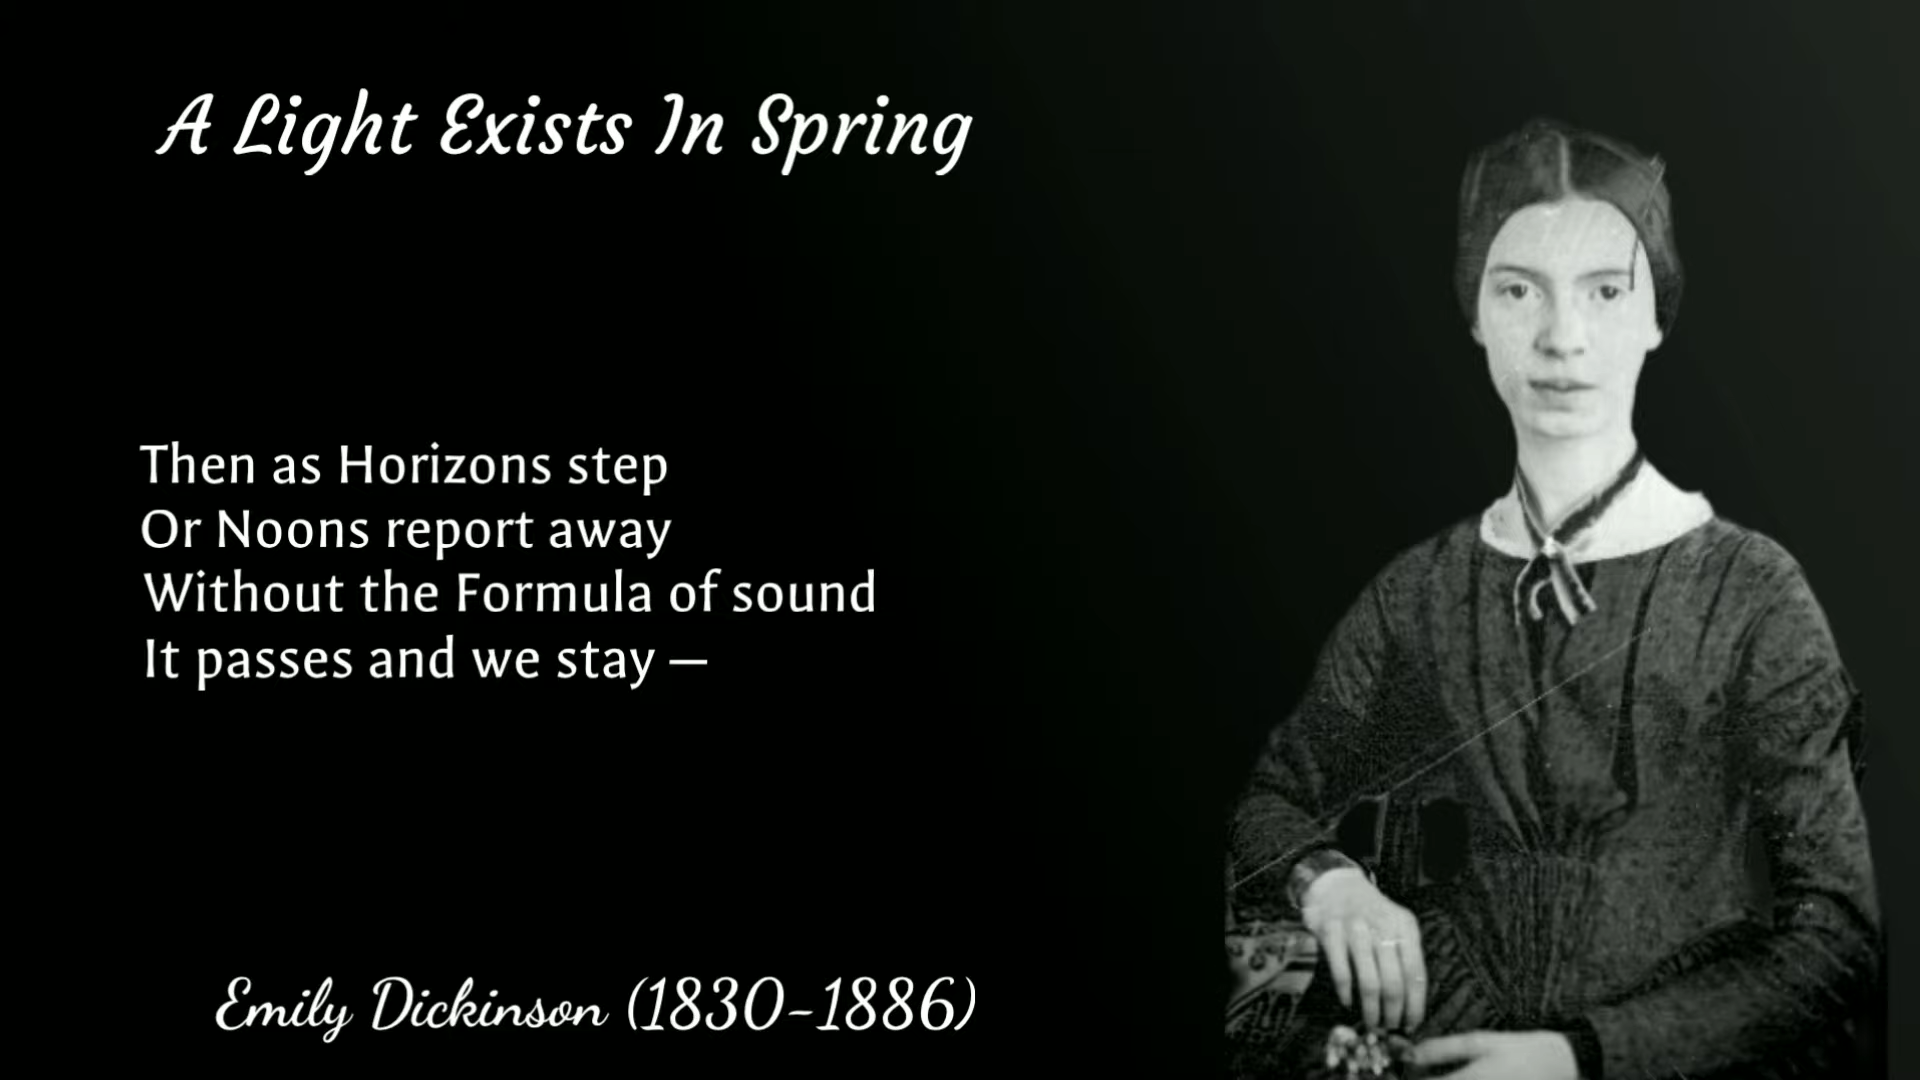 A Light Exists In Spring
Then as Horizons step
Or Noons report away
Without the Formula of sound
It passes and we stay —
Emily Dickinson (1830-1886)